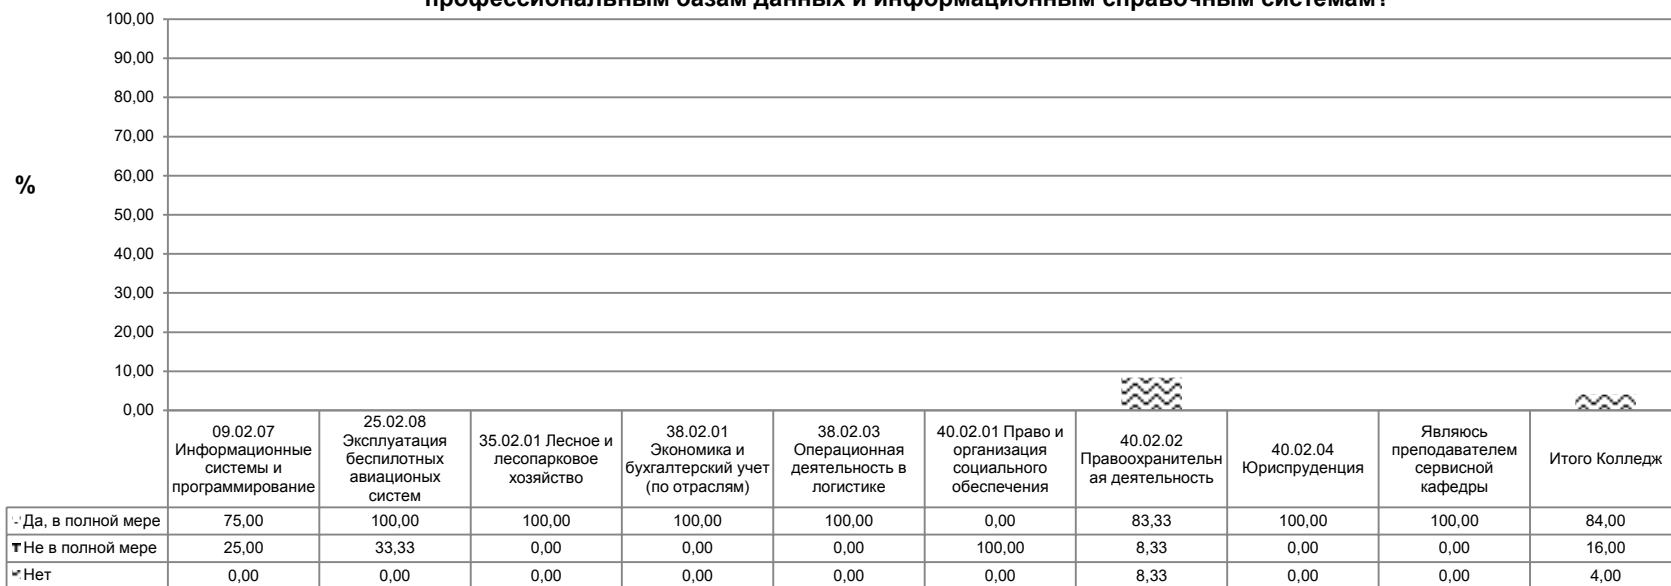 профессиональным базам данных и информационным справочным системам?
100,00
90,00
80,00
70,00
60,00
50,00
40,00
30,00
20,00
10,00
0,00
%
09.02.07
Информационные
системы и
программирование
25.02.08
Эксплуатация
беспилотных
авиационых
систем
35.02.01 Лесное и
лесопарковое
хозяйство
38.02.01
Экономика и
бухгалтерский учет
(по отраслям)
38.02.03
Операционная
деятельность в
логистике
40.02.01 Право и
организация
социального
обеспечения
40.02.02
Правоохранительн
ая деятельность
40.02.04
Юриспруденция
Являюсь
преподавателем
сервисной
кафедры
Итого Колледж
Да, в полной мере 75,00 100,00 100,00 100,00 100,00 0,00 83,33 100,00 100,00 84,00
Не в полной мере 25,00 33,33 0,00 0,00 0,00 100,00 8,33 0,00 0,00 16,00
Нет 0,00 0,00 0,00 0,00 0,00 0,00 8,33 0,00 0,00 4,00